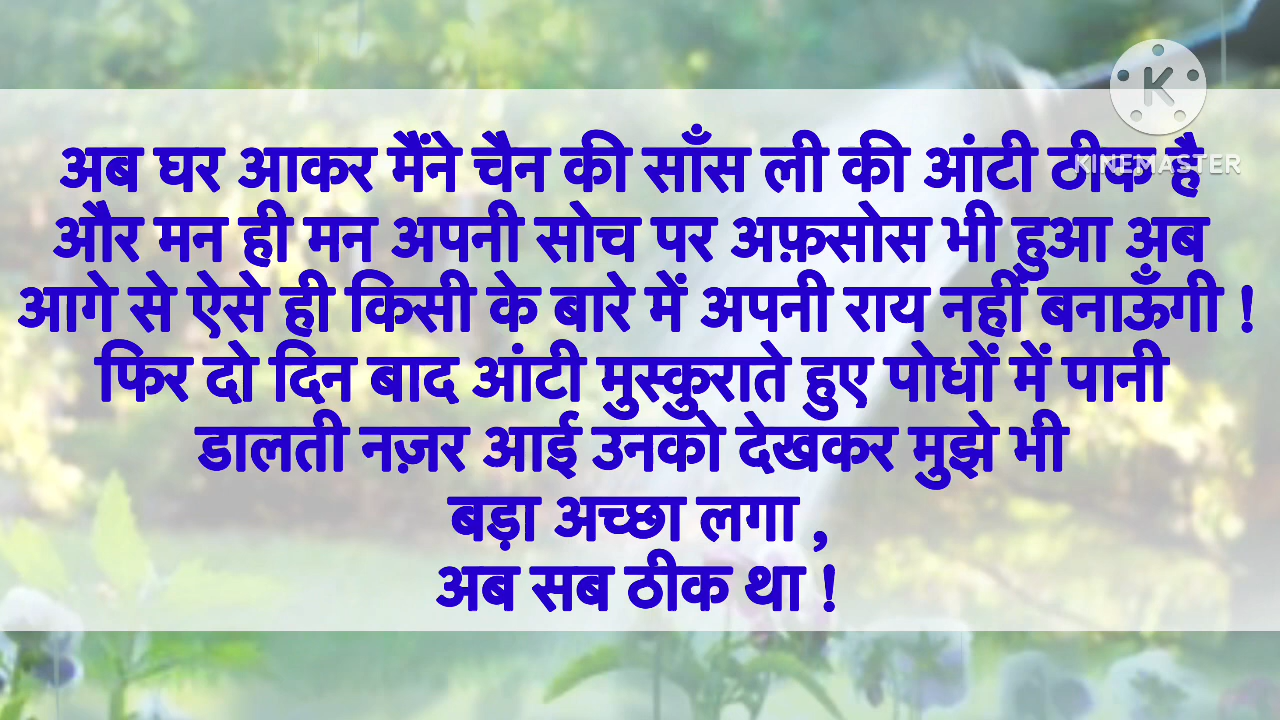 अब घर आकर मैंने चैन की साँस ली की आंटी ठीक है
और मन ही मन अपनी सोच पर अफ़सोस भी हुआ अब
आगे से ऐसे ही किसी के बारे में अपनी राय नहीं बनाऊँगी !
फिर दो दिन बाद आंटी मुस्कुराते हुए पोधों में पानी
डालती नज़र आई उनको देखकर मुझे भी
बड़ा अच्छा लगा ,
अब सब ठीक था !
K
KINEMASTER